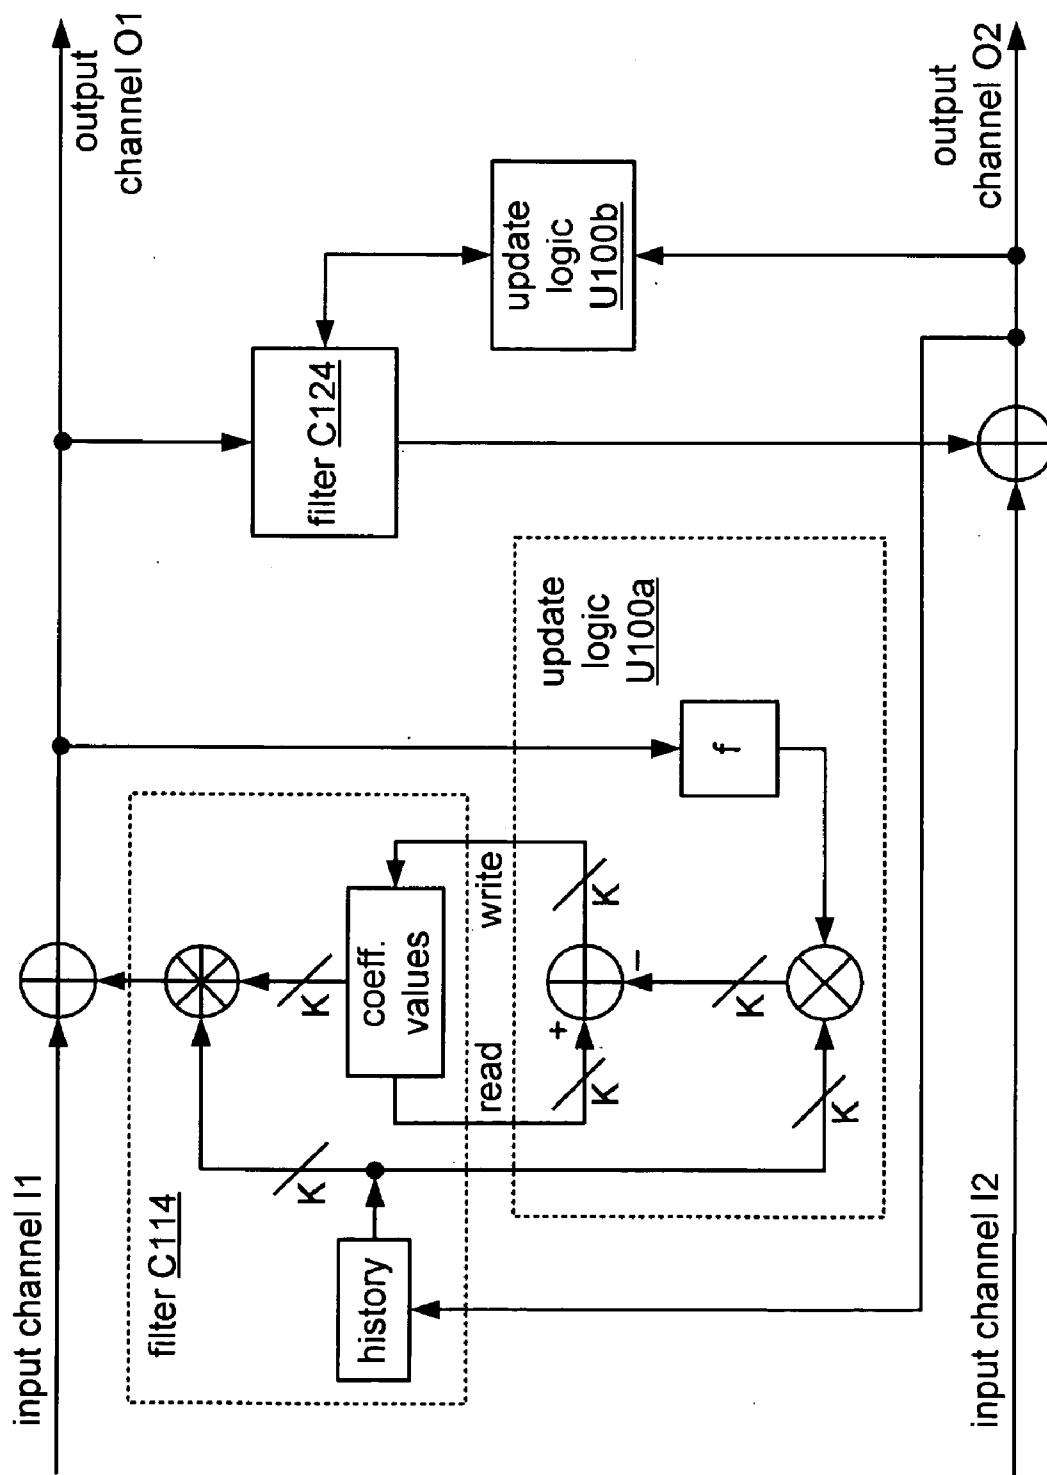 input channel I1
output
channel O1
filter C114
history
K
coeff.
values
K
read
write
K
K
+
−
K
K
f
update
logic
U100a
filter C124
update
logic
U100b
input channel I2
output
channel O2